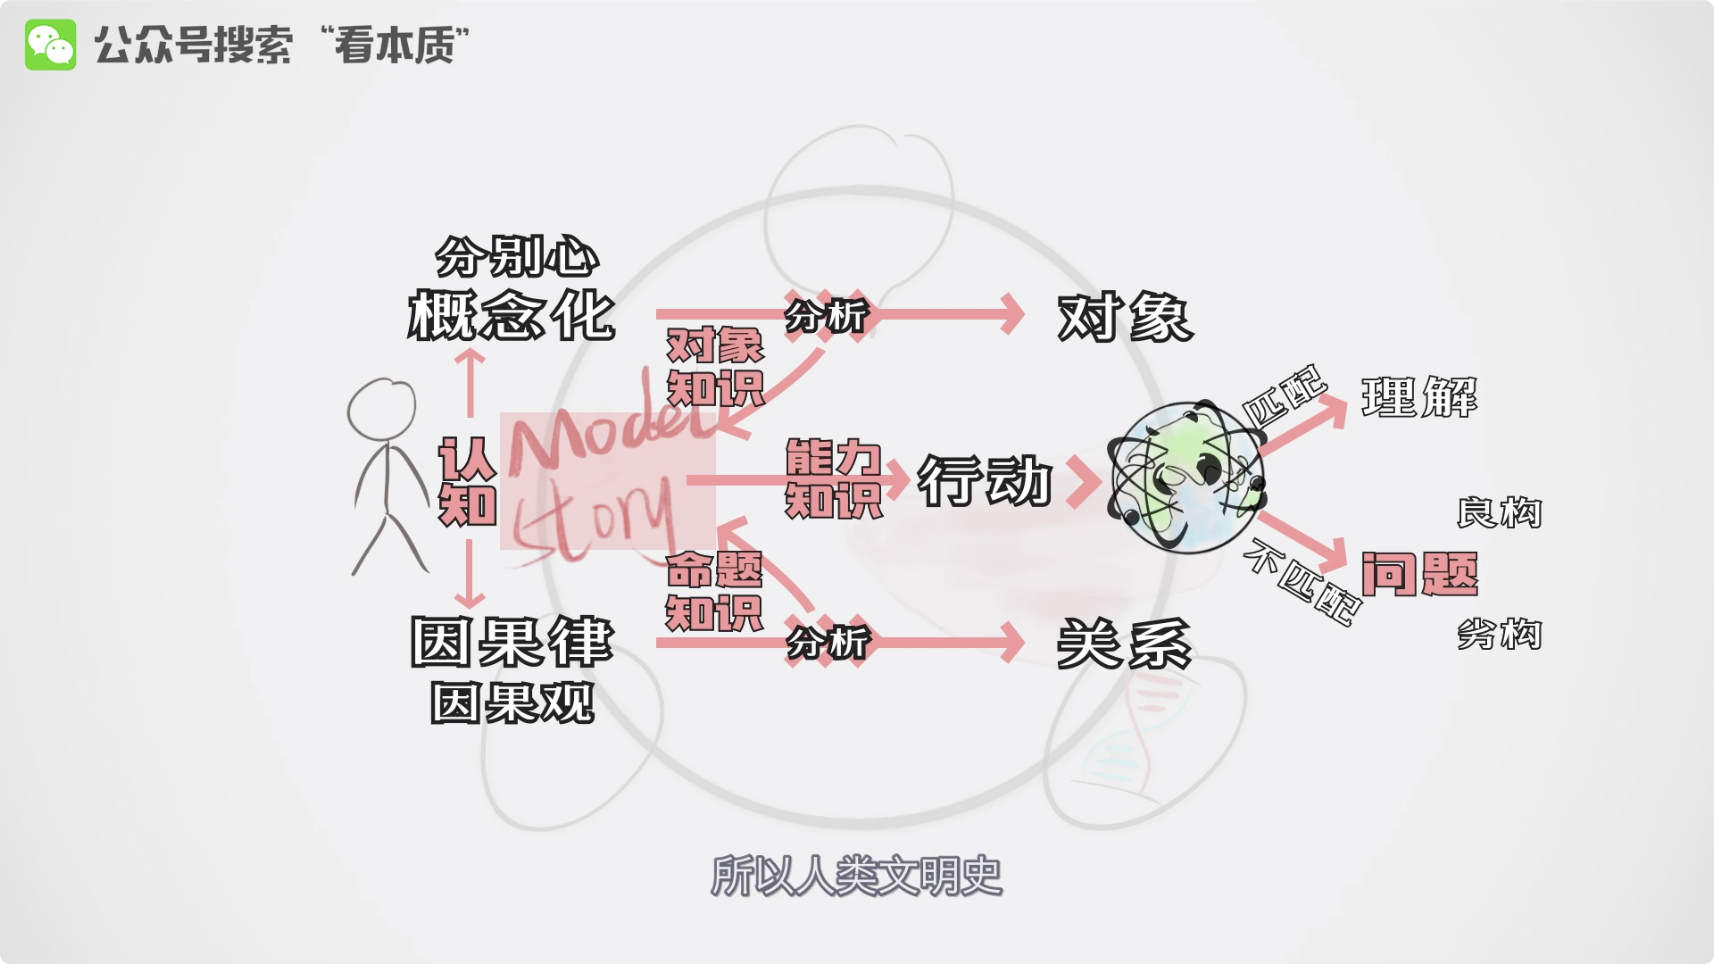 公众号搜索 “看本质”
分别心
概念化
分析
对象
对象
知识
匹配
理解
Model
Story
认
知
能力
知识
行动
良构
不匹配
问题
命题
知识
劣构
因果律
分析
关系
因果观
所以人类文明史